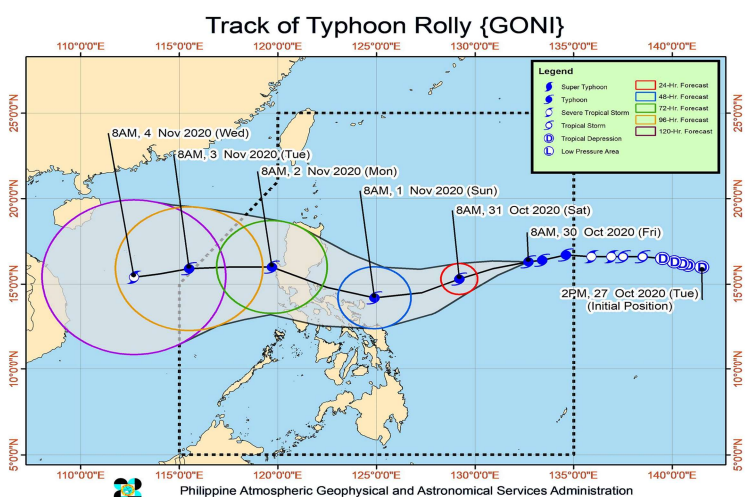 Track of Typhoon Rolly {GONI}
110°0'0"E 115°0'0"E 120°0'0"E 125°0'0"E 130°0'0"E 135°0'0"E 140°0'0"E
Legend
Super Typhoon
Typhoon
Severe Tropical Storm
Tropical Storm
Tropical Depression
Low Pressure Area
24-Hr. Forecast
48-Hr. Forecast
72-Hr. Forecast
96-Hr. Forecast
120-Hr. Forecast
25°0'0"N 25°0'0"N
8AM, 4 Nov 2020 (Wed)
8AM, 3 Nov 2020 (Tue)
8AM, 2 Nov 2020 (Mon)
8AM, 1 Nov 2020 (Sun)
20°0'0"N 20°0'0"N
8AM, 31 Oct 2020 (Sat)
8AM, 30 Oct 2020 (Fri)
15°0'0"N 15°0'0"N
2PM, 27 Oct 2020 (Tue)
(Initial Position)
10°0'0"N 10°0'0"N
5°0'0"N 5°0'0"N
110°0'0"E 115°0'0"E 120°0'0"E 125°0'0"E 130°0'0"E 135°0'0"E 140°0'0"E
Philippine Atmospheric Geophysical and Astronomical Services Administration